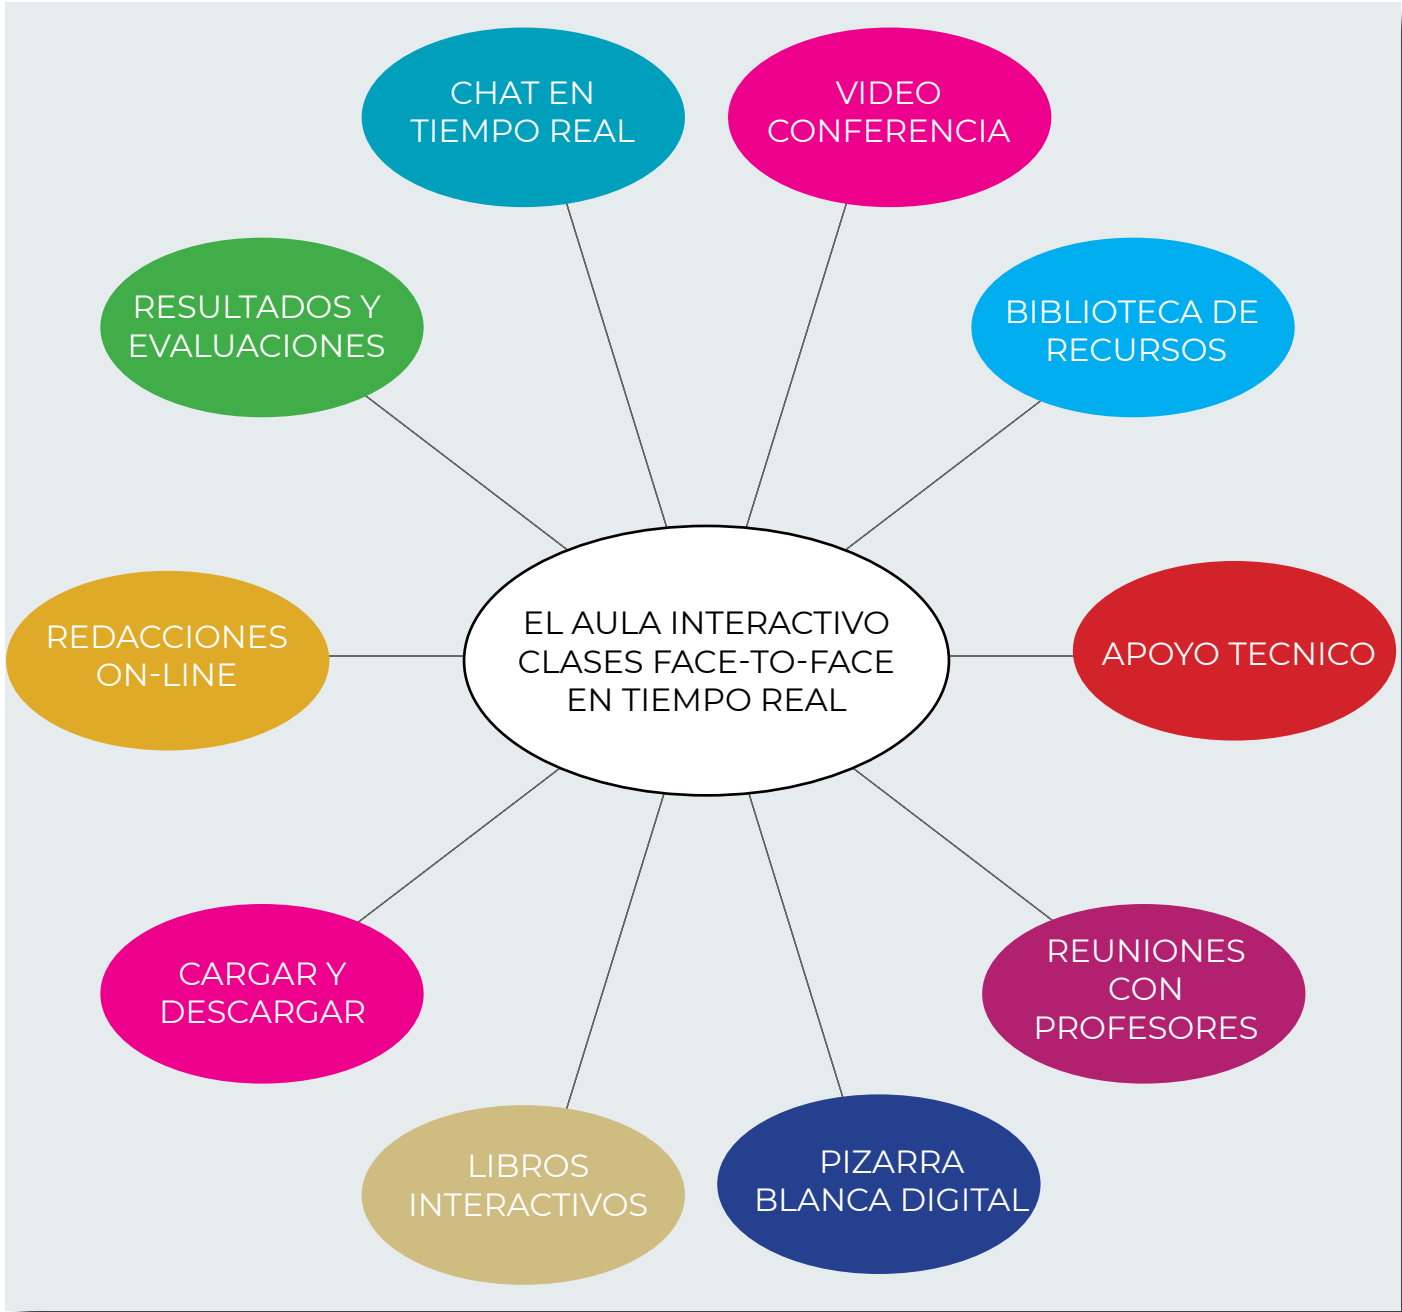 CHAT EN
TIEMPO REAL
VIDEO
CONFERENCIA
RESULTADOS Y
EVALUACIONES
BIBLIOTECA DE
RECURSOS
REDACCIONES
ON-LINE
EL AULA INTERACTIVO
CLASES FACE-TO-FACE
EN TIEMPO REAL
APOYO TECNICO
CARGAR Y
DESCARGAR
REUNIONES
CON
PROFESORES
LIBROS
INTERACTIVOS
PIZARRA
BLANCA DIGITAL